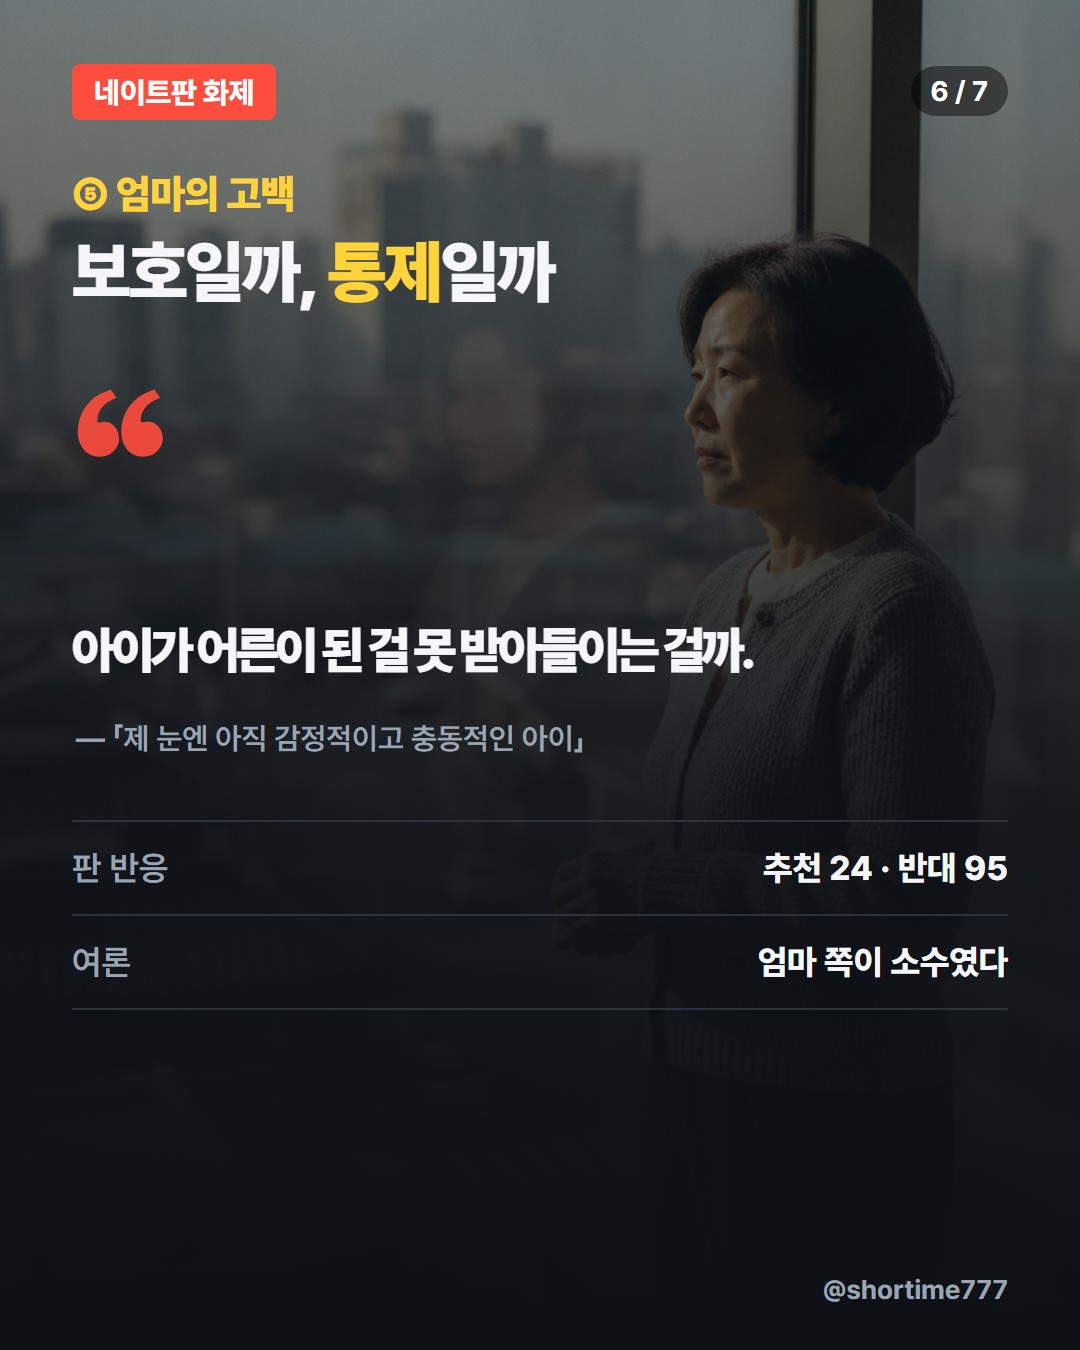 네이트판 화제
6 / 7
⑤ 엄마의 고백
보호일까, 통제일까
“
아이가 어른이 된 걸 못 받아들이는 걸까.
— 「제 눈엔 아직 감정적이고 충동적인 아이」
판 반응 추천 24 · 반대 95
여론 엄마 쪽이 소수였다
@shortime777